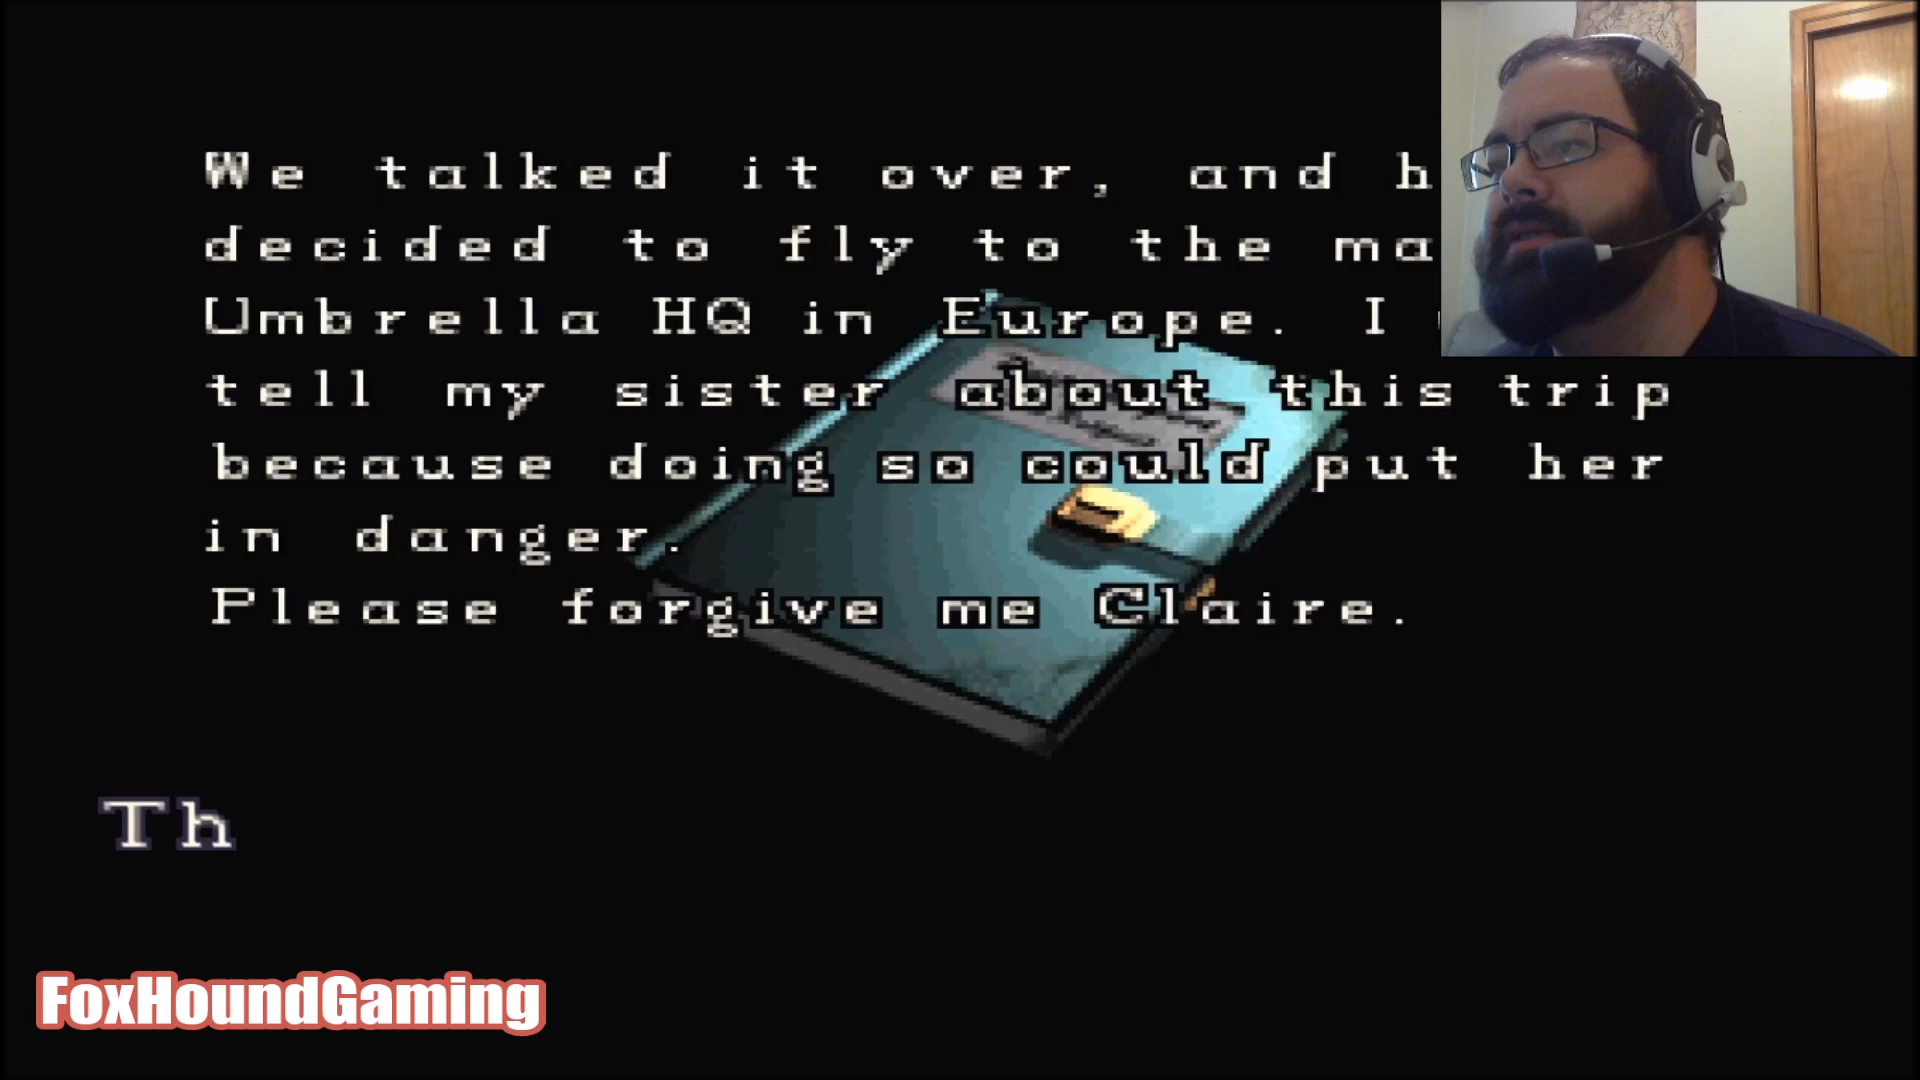 We talked it over, and h
decided to fly to the ma
Umbrella HQ in Europe. I
tell my sister about this trip
because doing so could put her
in danger.
Please forgive me Claire.
Th
FoxHoundGaming